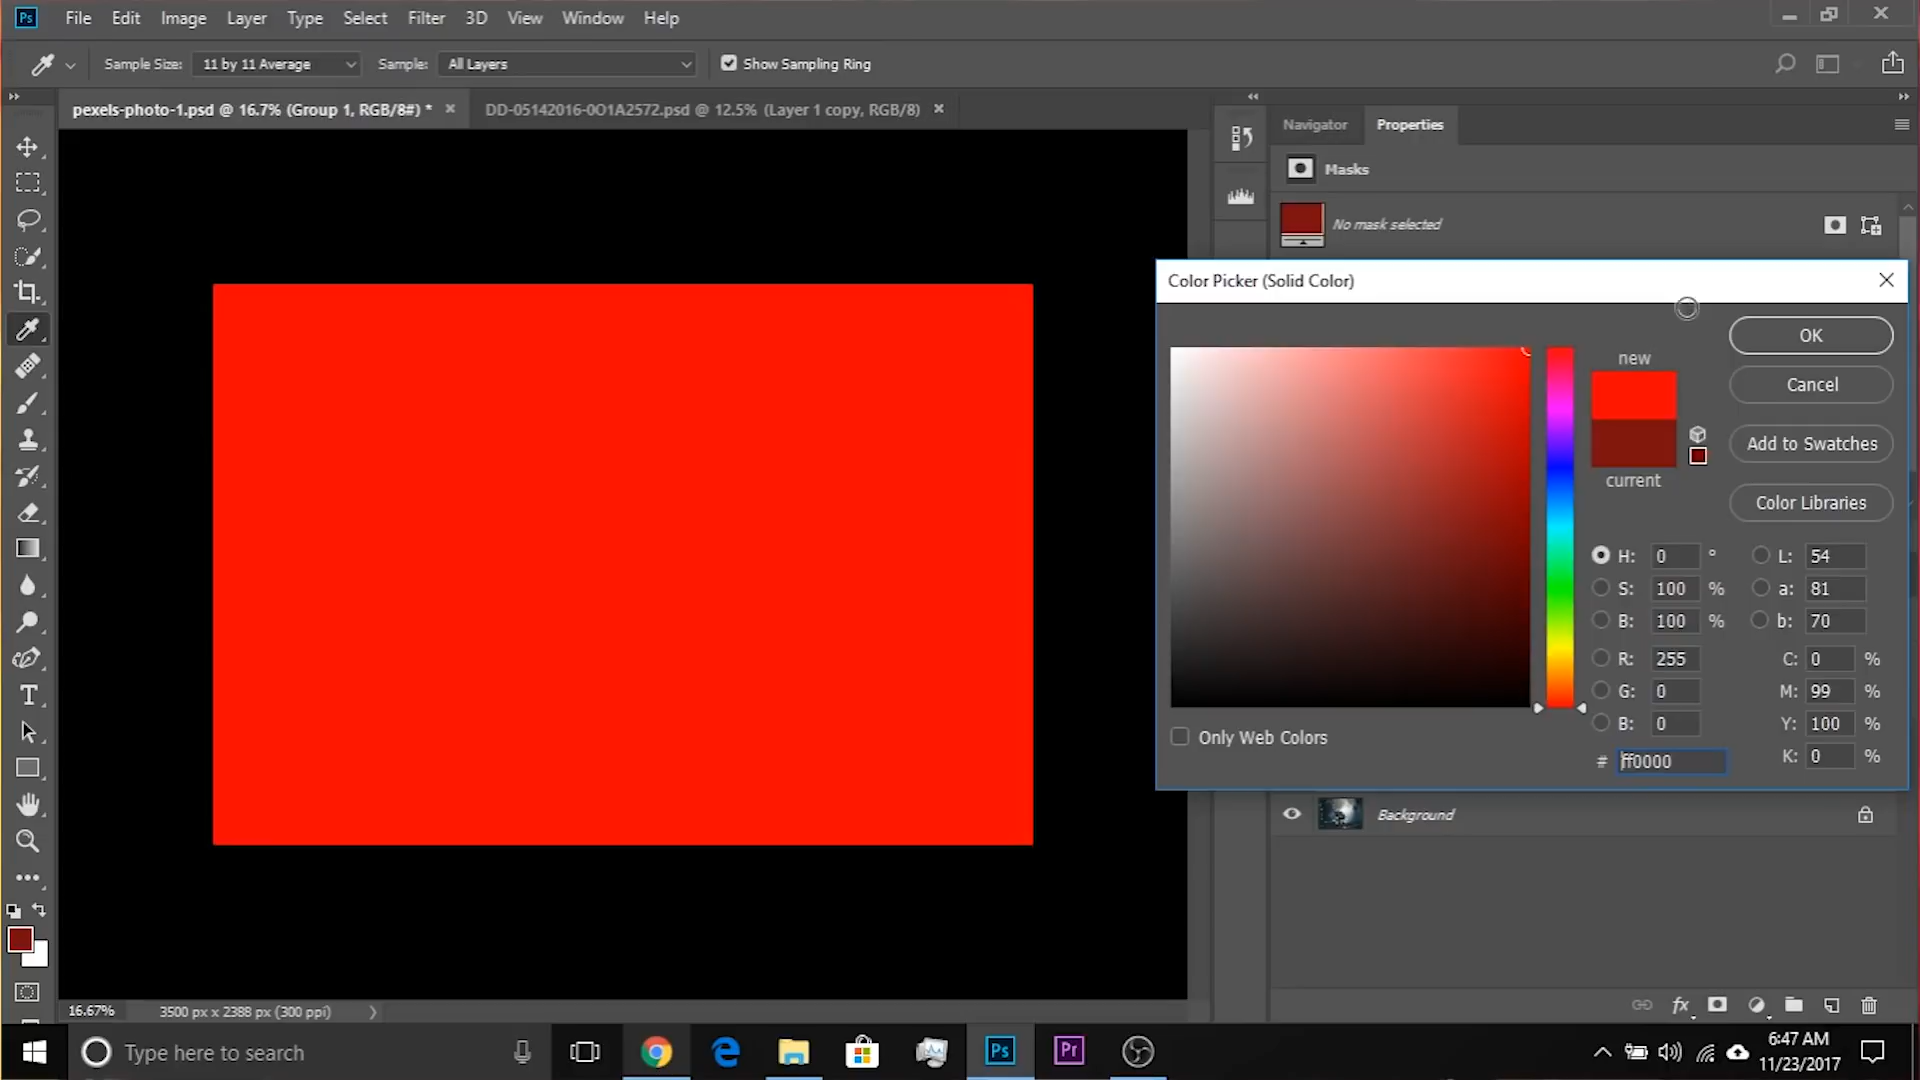 Ps File Edit Image Layer Type Select Filter 3D View Window Help
Sample Size: 11 by 11 Average Sample: All Layers Show Sampling Ring
pexels-photo-1.psd @ 16.7% (Group 1, RGB/8#) * DD-05142016-0O1A2572.psd @ 12.5% (Layer 1 copy, RGB/8)
Navigator Properties
Masks
No mask selected
Color Picker (Solid Color)
OK
new
Cancel
Add to Swatches
current
Color Libraries
H: 0 ° L: 54
S: 100 % a: 81
B: 100 % b: 70
R: 255 C: 0 %
G: 0 M: 99 %
B: 0 Y: 100 %
Only Web Colors
# ff0000 K: 0 %
T
Background
16.67% 3500 px x 2388 px (300 ppi)
fx
Type here to search
Ps Pr
6:47 AM
11/23/2017